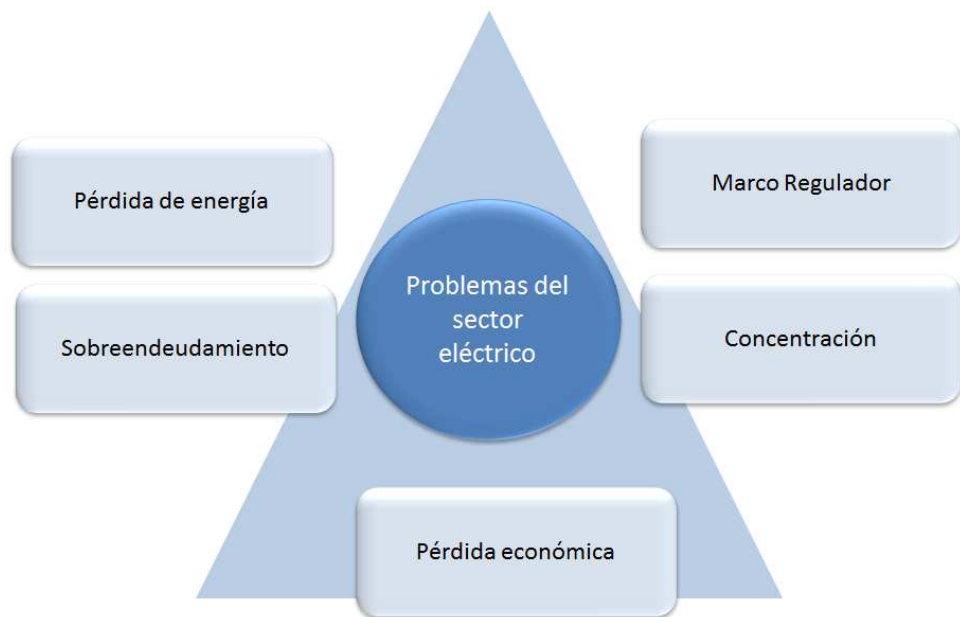 Pérdida de energía
Marco Regulador
Problemas del
sector
eléctrico
Sobreendeudamiento
Concentración
Pérdida económica